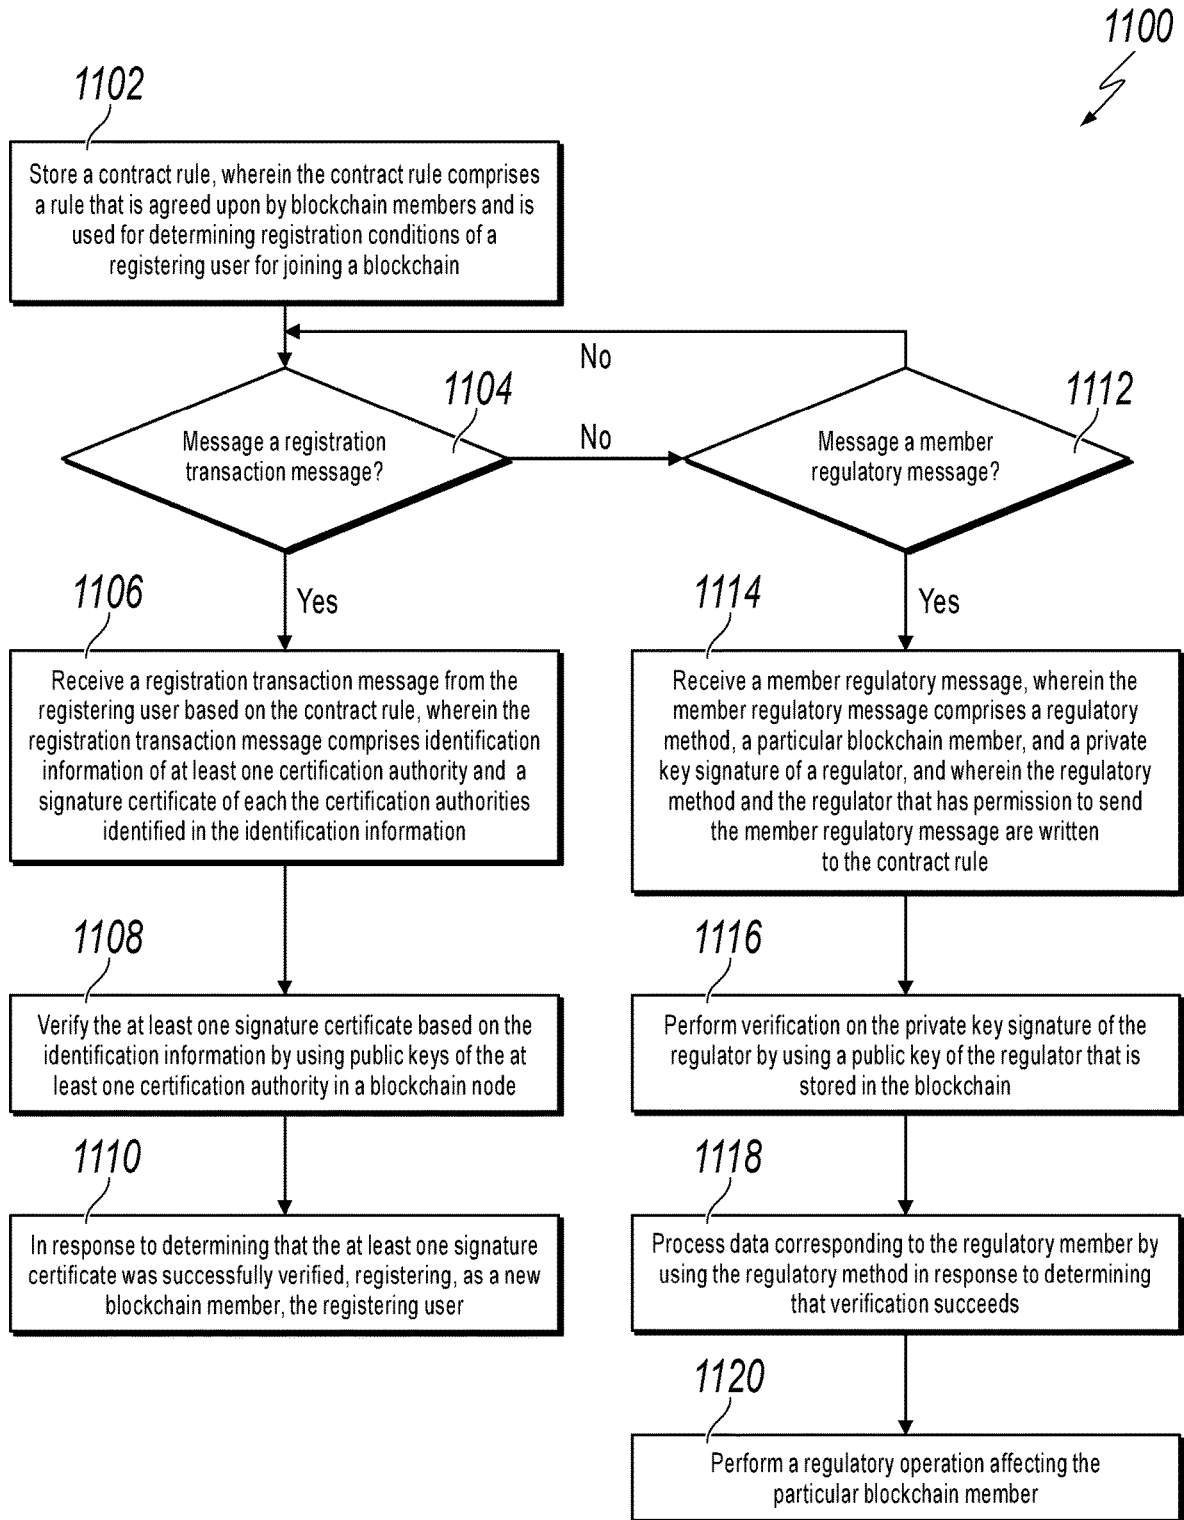 1100
1102
Store a contract rule, wherein the contract rule comprises
a rule that is agreed upon by blockchain members and is
used for determining registration conditions of a
registering user for joining a blockchain
No
1104
Message a registration
transaction message?
No
1112
Message a member
regulatory message?
1106
Yes
Receive a registration transaction message from the
registering user based on the contract rule, wherein the
registration transaction message comprises identification
information of at least one certification authority and a
signature certificate of each the certification authorities
identified in the identification information
1108
Verify the at least one signature certificate based on the
identification information by using public keys of the at
least one certification authority in a blockchain node
1110
In response to determining that the at least one signature
certificate was successfully verified, registering, as a new
blockchain member, the registering user
1114
Yes
Receive a member regulatory message, wherein the
member regulatory message comprises a regulatory
method, a particular blockchain member, and a private
key signature of a regulator, and wherein the regulatory
method and the regulator that has permission to send
the member regulatory message are written
to the contract rule
1116
Perform verification on the private key signature of the
regulator by using a public key of the regulator that is
stored in the blockchain
1118
Process data corresponding to the regulatory member by
using the regulatory method in response to determining
that verification succeeds
1120
Perform a regulatory operation affecting the
particular blockchain member